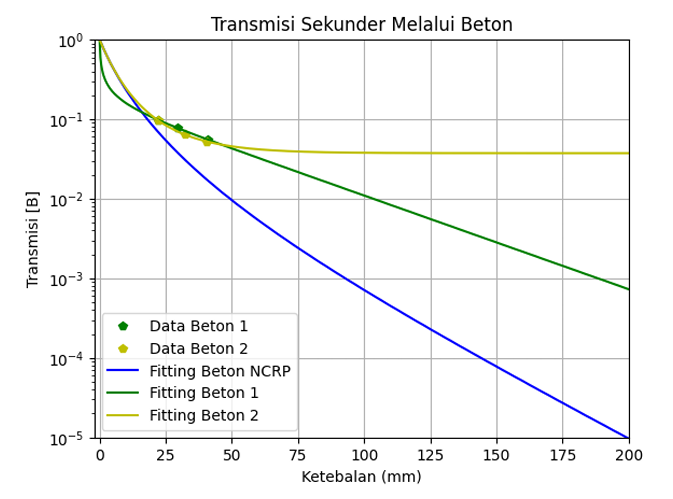 Transmisi Sekunder Melalui Beton
Transmisi [B]
10⁰
10⁻¹
10⁻²
10⁻³
10⁻⁴
10⁻⁵
Data Beton 1
Data Beton 2
Fitting Beton NCRP
Fitting Beton 1
Fitting Beton 2
0 25 50 75 100 125 150 175 200
Ketebalan (mm)